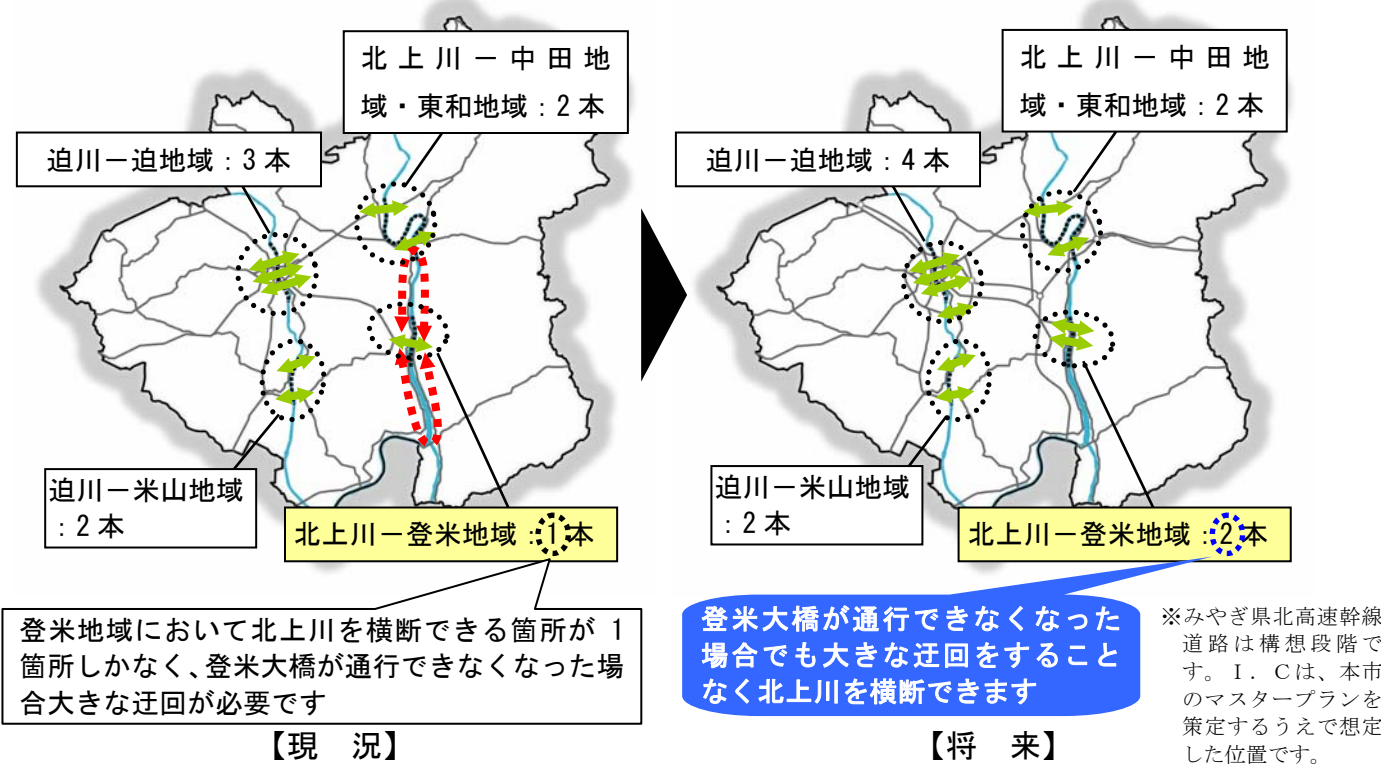 北上川－中田地
域・東和地域：2本
迫川－迫地域：3本
迫川－米山地域
：2本
北上川－登米地域：1本
登米地域において北上川を横断できる箇所が 1
箇所しかなく、登米大橋が通行できなくなった場
合大きな迂回が必要です
【現　況】
北上川－中田地
域・東和地域：2本
迫川－迫地域：4本
迫川－米山地域
：2本
北上川－登米地域：2本
登米大橋が通行できなくなった
場合でも大きな迂回をすること
なく北上川を横断できます
【将　来】
※みやぎ県北高速幹線
道路は構想段階で
す。Ｉ．Ｃは、本市
のマスタープランを
策定するうえで想定
した位置です。